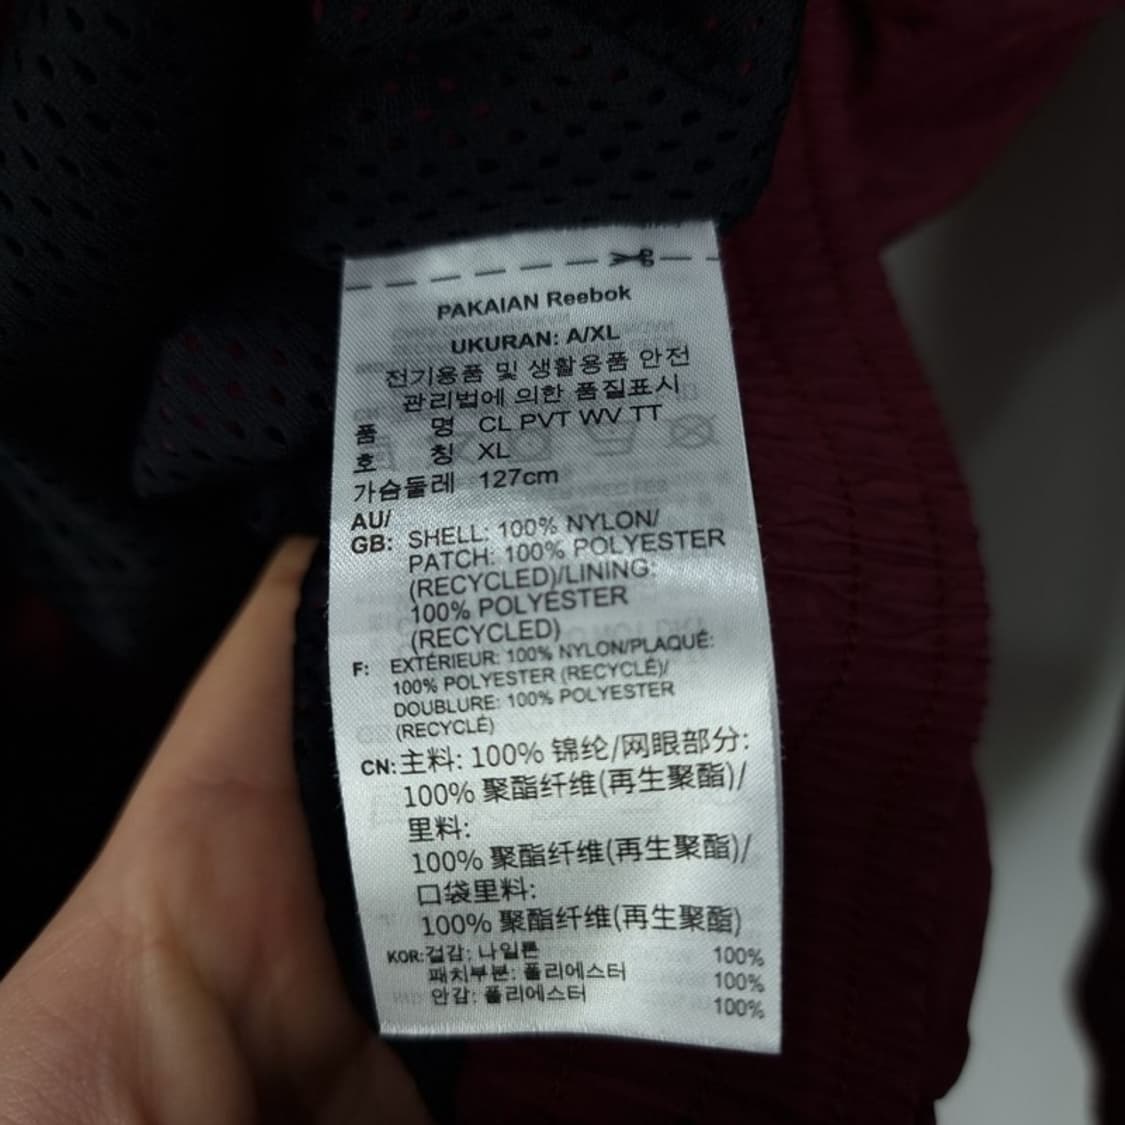 PAKAIAN Reebok
UKURAN: A/XL
전기용품 및 생활용품 안전
관리법에 의한 품질표시
품 명 CL PVT WV TT
호 칭 XL
가슴둘레 127cm
AU/
GB: SHELL: 100% NYLON/
PATCH: 100% POLYESTER
(RECYCLED)/LINING:
100% POLYESTER
(RECYCLED)
F: EXTÉRIEUR: 100% NYLON/PLAQUÉ:
100% POLYESTER (RECYCLÉ)/
DOUBLURE: 100% POLYESTER
(RECYCLÉ)
CN: 主料: 100% 锦纶/网眼部分:
100% 聚酯纤维(再生聚酯)/
里料:
100% 聚酯纤维(再生聚酯)/
口袋里料:
100% 聚酯纤维(再生聚酯)
KOR: 겉감: 나일론 100%
패치부분: 폴리에스터 100%
안감: 폴리에스터 100%